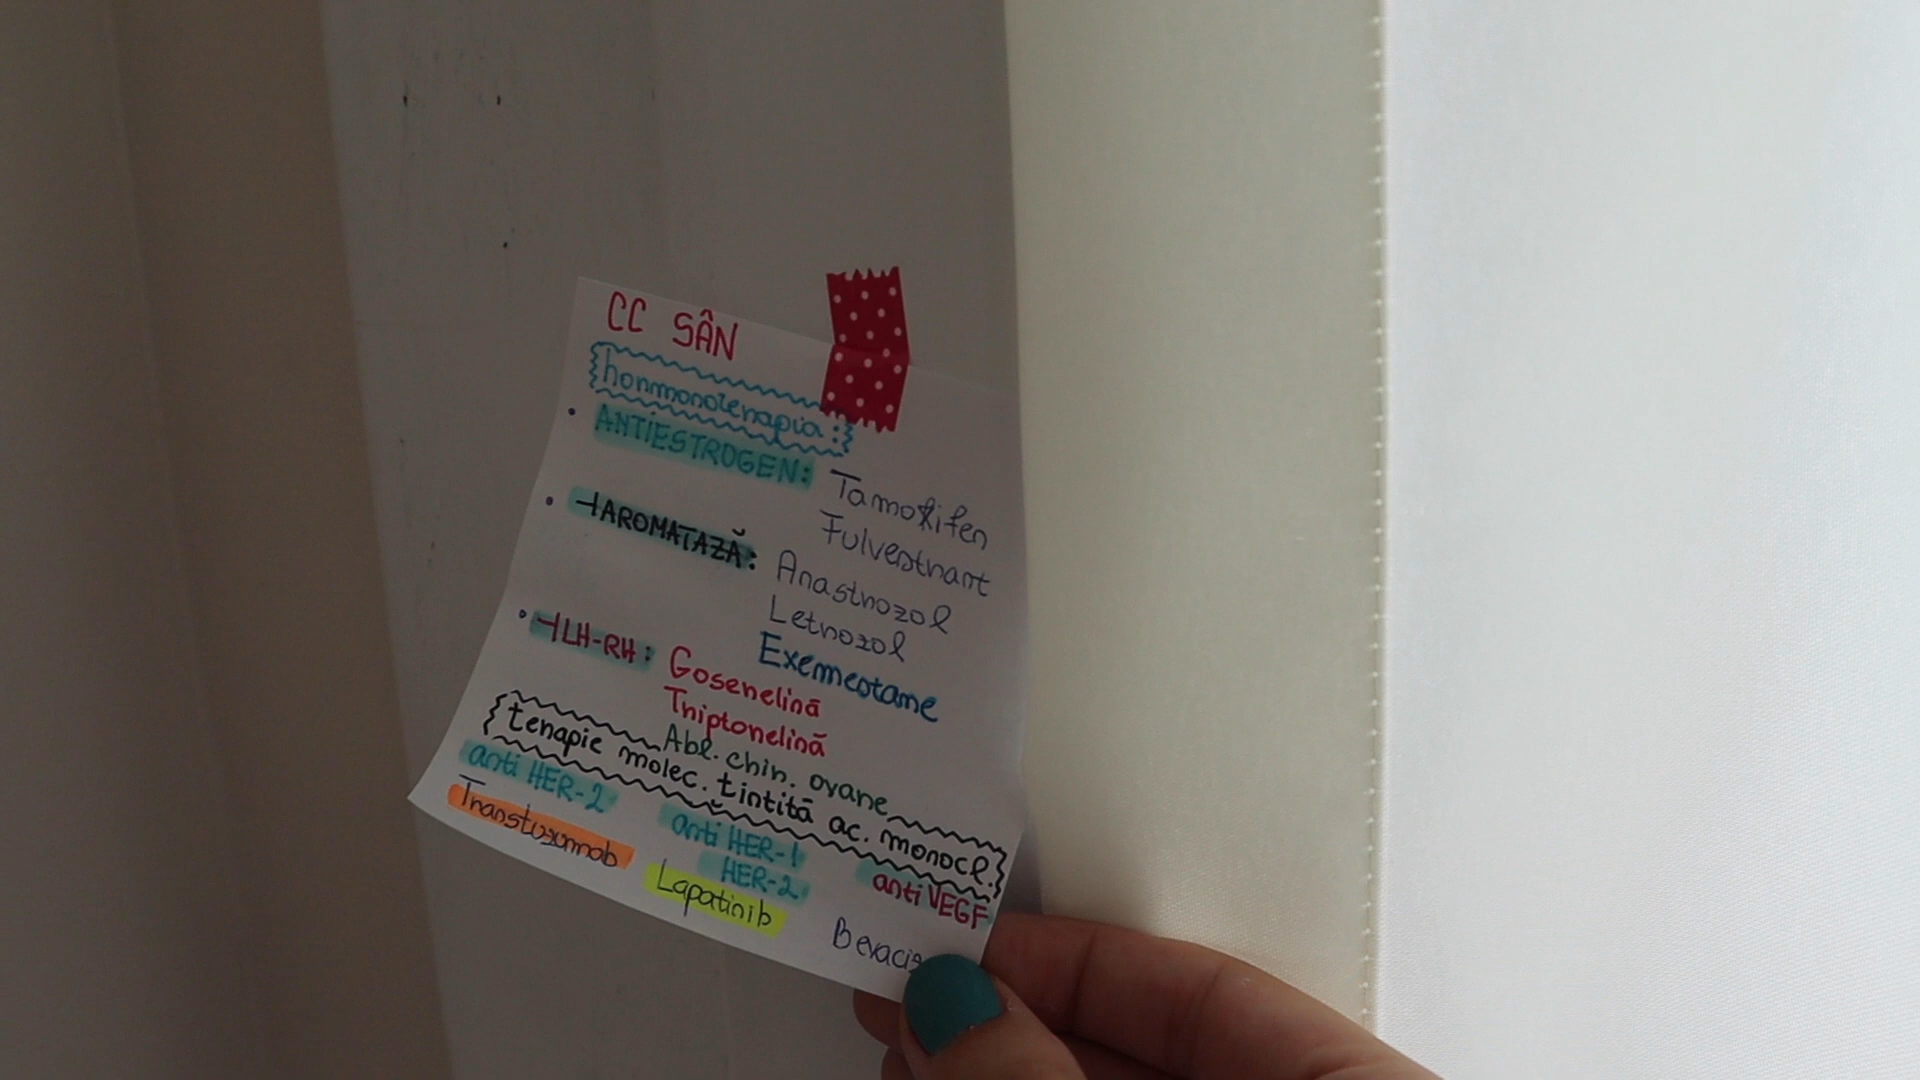 CC SÂN
hormonoterapia:
• ANTIESTROGEN: Tamoxifen
Fulvestrant
• ⊣AROMATAZĂ: Anastrozol
Letrozol
Exemestane
• ⊣LH-RH: Goserelină
Triptorelină
Abl. chir. ovare
terapie molec. țintită ac. monocl.
anti HER-2
anti HER-1
HER-2
anti VEGF
Trastuzumab
Lapatinib